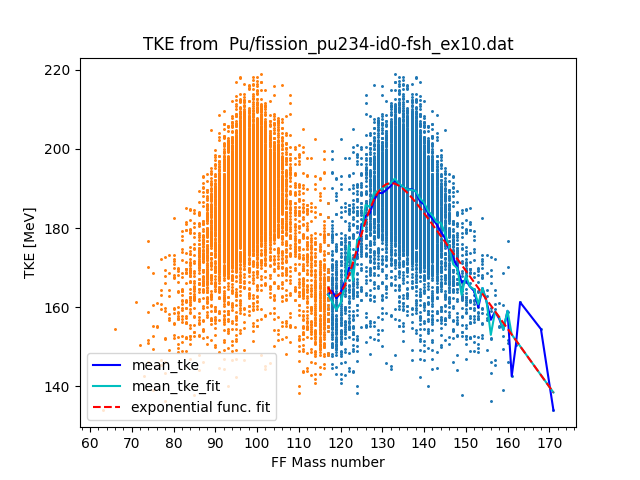 TKE from  Pu/fission_pu234-id0-fsh_ex10.dat
TKE [MeV]
220
200
180
160
140
mean_tke
mean_tke_fit
exponential func. fit
60 70 80 90 100 110 120 130 140 150 160 170
FF Mass number